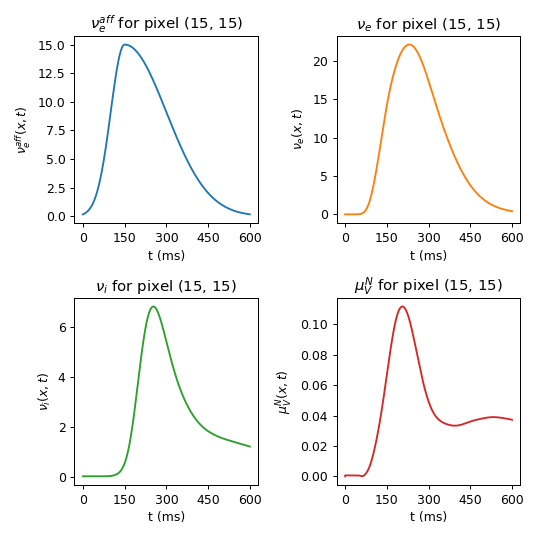 $\nu_e^{aff}$ for pixel (15, 15)
$\nu_e^{aff}(x, t)$
15.0
12.5
10.0
7.5
5.0
2.5
0.0
0 150 300 450 600
t (ms)
$\nu_e$ for pixel (15, 15)
$\nu_e(x, t)$
20
15
10
5
0
0 150 300 450 600
t (ms)
$\nu_i$ for pixel (15, 15)
$\nu_i(x, t)$
6
4
2
0
0 150 300 450 600
t (ms)
$\mu_V^N$ for pixel (15, 15)
$\mu_V^N(x, t)$
0.10
0.08
0.06
0.04
0.02
0.00
0 150 300 450 600
t (ms)